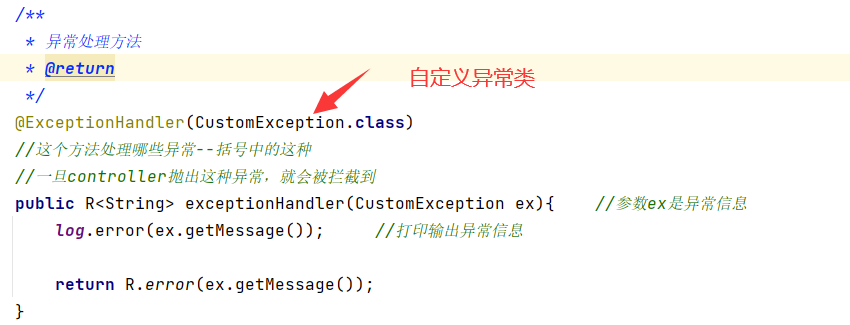 /**
 * 异常处理方法
 * @return
自定义异常类
 */
@ExceptionHandler(CustomException.class)
//这个方法处理哪些异常--括号中的这种
//一旦controller抛出这种异常，就会被拦截到
public R<String> exceptionHandler(CustomException ex){    //参数ex是异常信息
    log.error(ex.getMessage());     //打印输出异常信息
    return R.error(ex.getMessage());
}